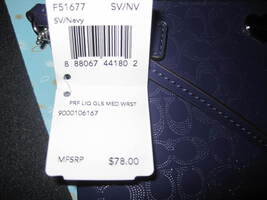 F51677 SV/NV
SV/Navy
8 88067 44180 2
PRF LIQ GLS MED WRST
9000106167
MFSRP $78.00